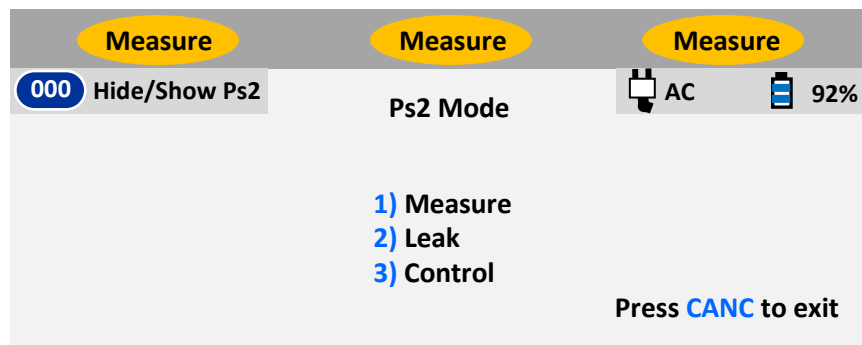 Measure Measure Measure
000 Hide/Show Ps2
Ps2 Mode
AC 92%
1) Measure
2) Leak
3) Control
Press CANC to exit